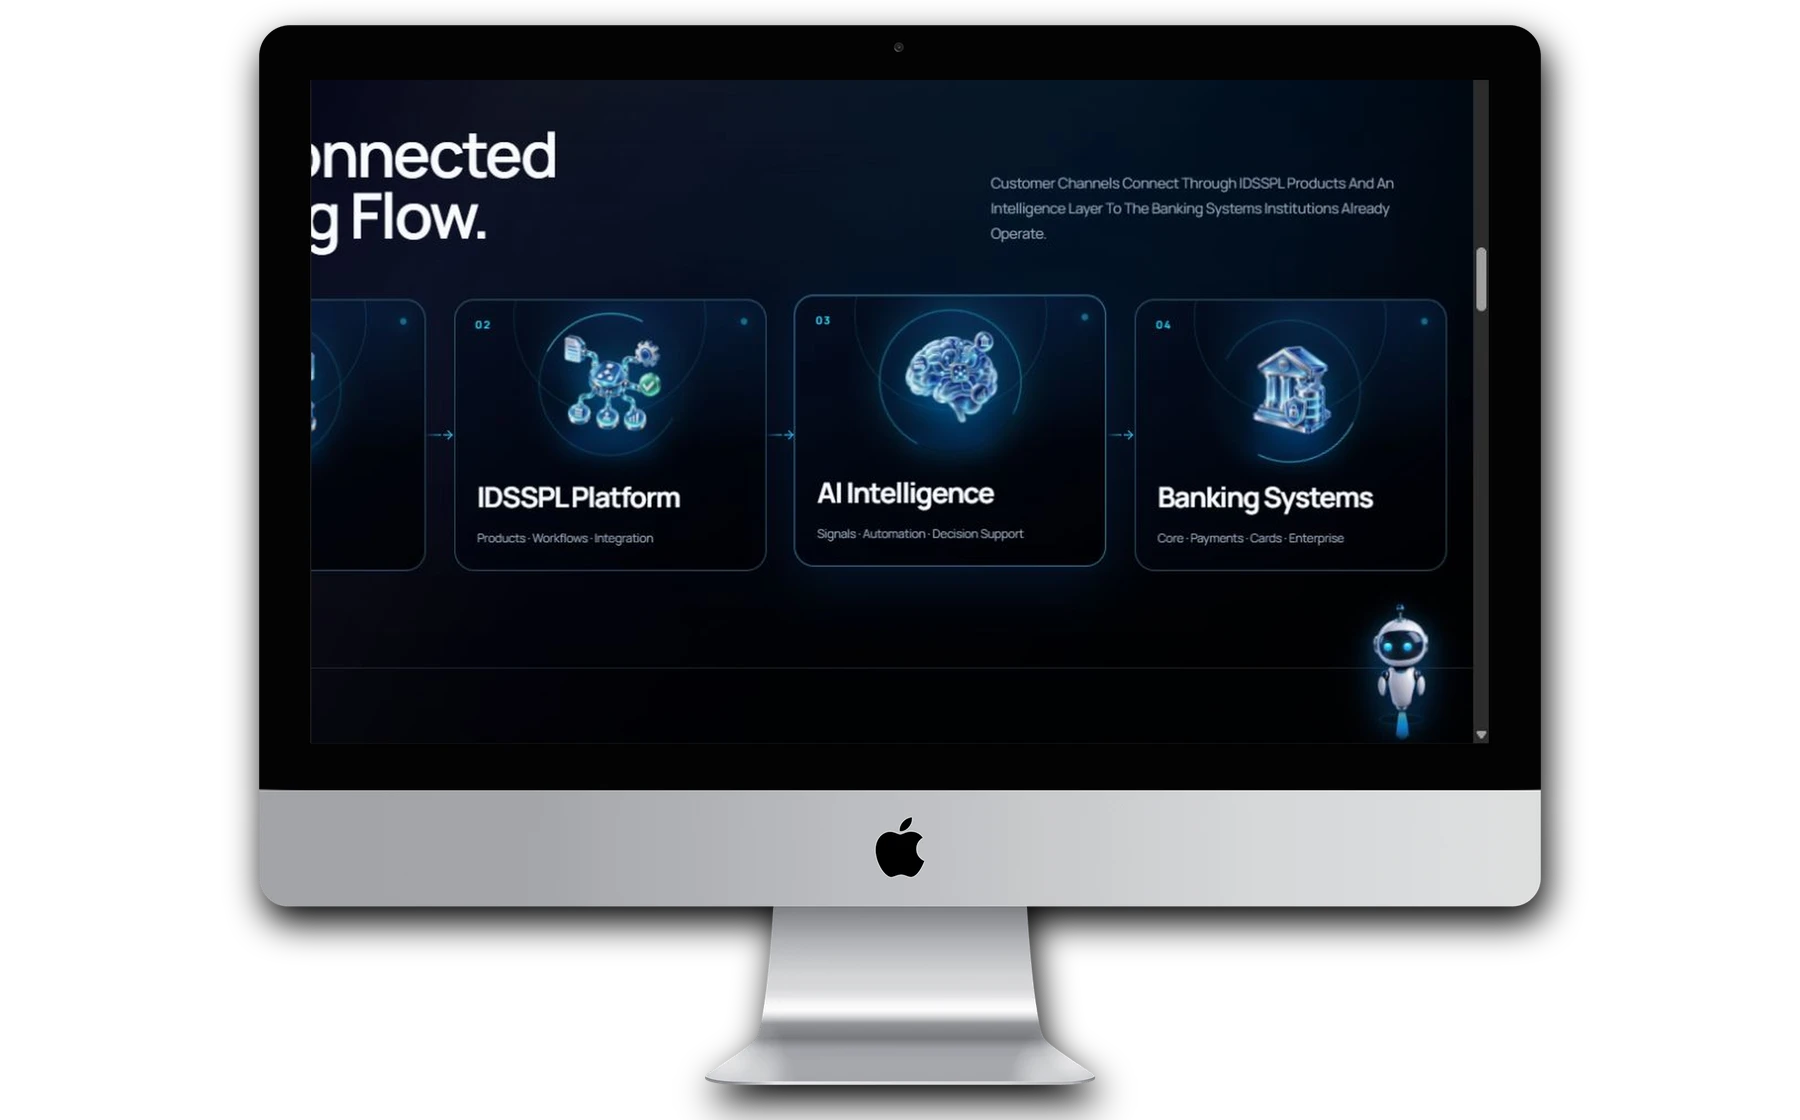 onnected
g Flow.
Customer Channels Connect Through IDSSPL Products And An
Intelligence Layer To The Banking Systems Institutions Already
Operate.
02
IDSSPL Platform
Products · Workflows · Integration
03
AI Intelligence
Signals · Automation · Decision Support
04
Banking Systems
Core · Payments · Cards · Enterprise